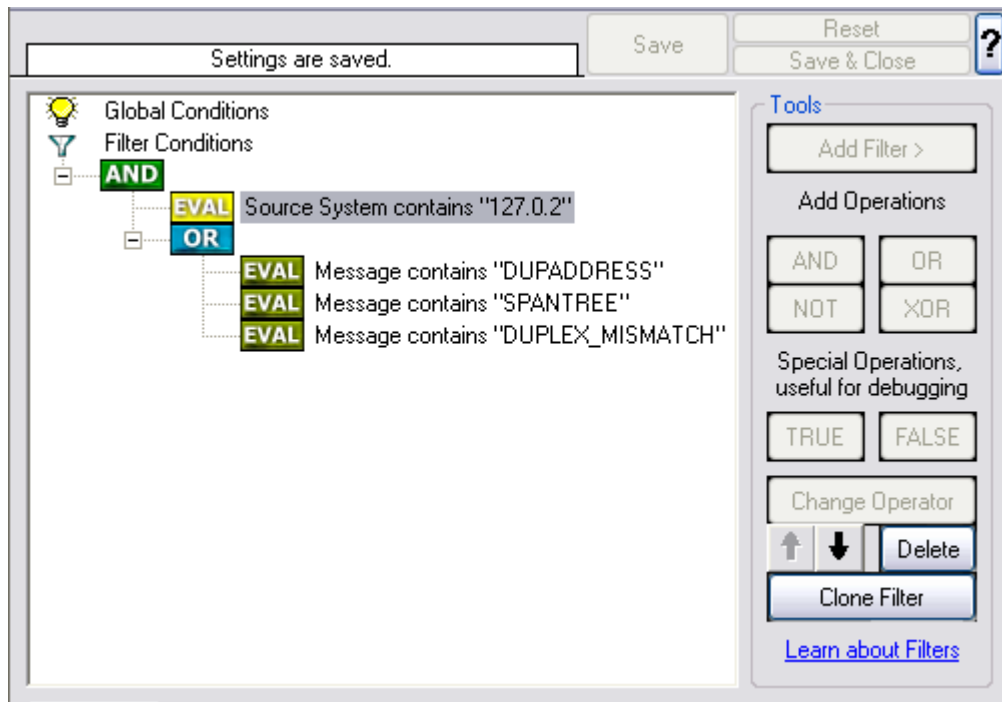 Settings are saved.
Save
Reset
Save & Close
?
Global Conditions
Filter Conditions
AND
EVAL Source System contains "127.0.2"
OR
EVAL Message contains "DUPADDRESS"
EVAL Message contains "SPANTREE"
EVAL Message contains "DUPLEX_MISMATCH"
Tools
Add Filter >
Add Operations
AND OR
NOT XOR
Special Operations,
useful for debugging
TRUE FALSE
Change Operator
Delete
Clone Filter
Learn about Filters